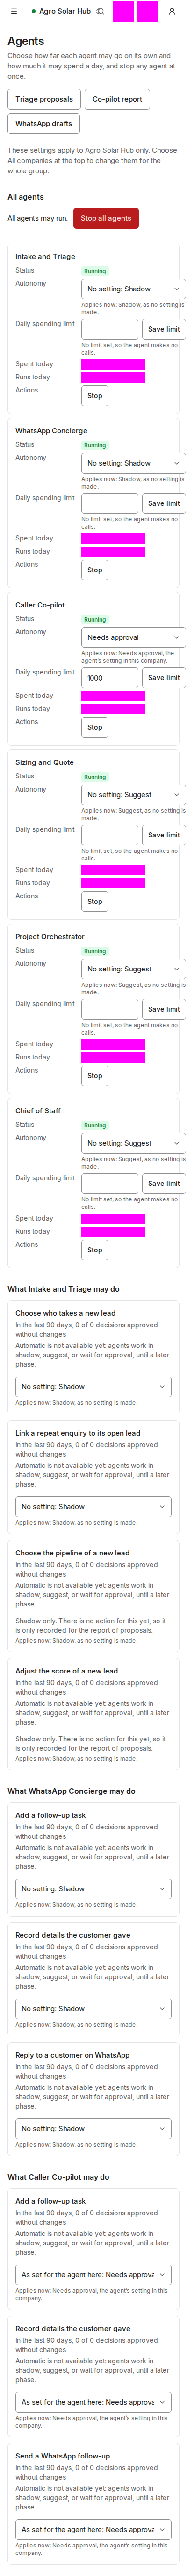 Agro Solar Hub
Agents
Choose how far each agent may go on its own and
how much it may spend a day, and stop any agent at
once.
Triage proposals
Co-pilot report
WhatsApp drafts
These settings apply to Agro Solar Hub only. Choose
All companies at the top to change them for the
whole group.
All agents
All agents may run.
Stop all agents
Intake and Triage
Status
Running
Autonomy
No setting: Shadow
Applies now: Shadow, as no setting is
made.
Daily spending limit
Save limit
No limit set, so the agent makes no
calls.
Spent today
Runs today
Actions
Stop
WhatsApp Concierge
Status
Running
Autonomy
No setting: Shadow
Applies now: Shadow, as no setting is
made.
Daily spending limit
Save limit
No limit set, so the agent makes no
calls.
Spent today
Runs today
Actions
Stop
Caller Co-pilot
Status
Running
Autonomy
Needs approval
Applies now: Needs approval, the
agent's setting in this company.
Daily spending limit
1000
Save limit
Spent today
Runs today
Actions
Stop
Sizing and Quote
Status
Running
Autonomy
No setting: Suggest
Applies now: Suggest, as no setting is
made.
Daily spending limit
Save limit
No limit set, so the agent makes no
calls.
Spent today
Runs today
Actions
Stop
Project Orchestrator
Status
Running
Autonomy
No setting: Suggest
Applies now: Suggest, as no setting is
made.
Daily spending limit
Save limit
No limit set, so the agent makes no
calls.
Spent today
Runs today
Actions
Stop
Chief of Staff
Status
Running
Autonomy
No setting: Suggest
Applies now: Suggest, as no setting is
made.
Daily spending limit
Save limit
No limit set, so the agent makes no
calls.
Spent today
Runs today
Actions
Stop
What Intake and Triage may do
Choose who takes a new lead
In the last 90 days, 0 of 0 decisions approved
without changes
Automatic is not available yet: agents work in
shadow, suggest, or wait for approval, until a later
phase.
No setting: Shadow
Applies now: Shadow, as no setting is made.
Link a repeat enquiry to its open lead
In the last 90 days, 0 of 0 decisions approved
without changes
Automatic is not available yet: agents work in
shadow, suggest, or wait for approval, until a later
phase.
No setting: Shadow
Applies now: Shadow, as no setting is made.
Choose the pipeline of a new lead
In the last 90 days, 0 of 0 decisions approved
without changes
Automatic is not available yet: agents work in
shadow, suggest, or wait for approval, until a later
phase.
Shadow only. There is no action for this yet, so it
is only recorded for the report of proposals.
Applies now: Shadow, as no setting is made.
Adjust the score of a new lead
In the last 90 days, 0 of 0 decisions approved
without changes
Automatic is not available yet: agents work in
shadow, suggest, or wait for approval, until a later
phase.
Shadow only. There is no action for this yet, so it
is only recorded for the report of proposals.
Applies now: Shadow, as no setting is made.
What WhatsApp Concierge may do
Add a follow-up task
In the last 90 days, 0 of 0 decisions approved
without changes
Automatic is not available yet: agents work in
shadow, suggest, or wait for approval, until a later
phase.
No setting: Shadow
Applies now: Shadow, as no setting is made.
Record details the customer gave
In the last 90 days, 0 of 0 decisions approved
without changes
Automatic is not available yet: agents work in
shadow, suggest, or wait for approval, until a later
phase.
No setting: Shadow
Applies now: Shadow, as no setting is made.
Reply to a customer on WhatsApp
In the last 90 days, 0 of 0 decisions approved
without changes
Automatic is not available yet: agents work in
shadow, suggest, or wait for approval, until a later
phase.
No setting: Shadow
Applies now: Shadow, as no setting is made.
What Caller Co-pilot may do
Add a follow-up task
In the last 90 days, 0 of 0 decisions approved
without changes
Automatic is not available yet: agents work in
shadow, suggest, or wait for approval, until a later
phase.
As set for the agent here: Needs approva
Applies now: Needs approval, the agent's setting in this
company.
Record details the customer gave
In the last 90 days, 0 of 0 decisions approved
without changes
Automatic is not available yet: agents work in
shadow, suggest, or wait for approval, until a later
phase.
As set for the agent here: Needs approva
Applies now: Needs approval, the agent's setting in this
company.
Send a WhatsApp follow-up
In the last 90 days, 0 of 0 decisions approved
without changes
Automatic is not available yet: agents work in
shadow, suggest, or wait for approval, until a later
phase.
As set for the agent here: Needs approva
Applies now: Needs approval, the agent's setting in this
company.